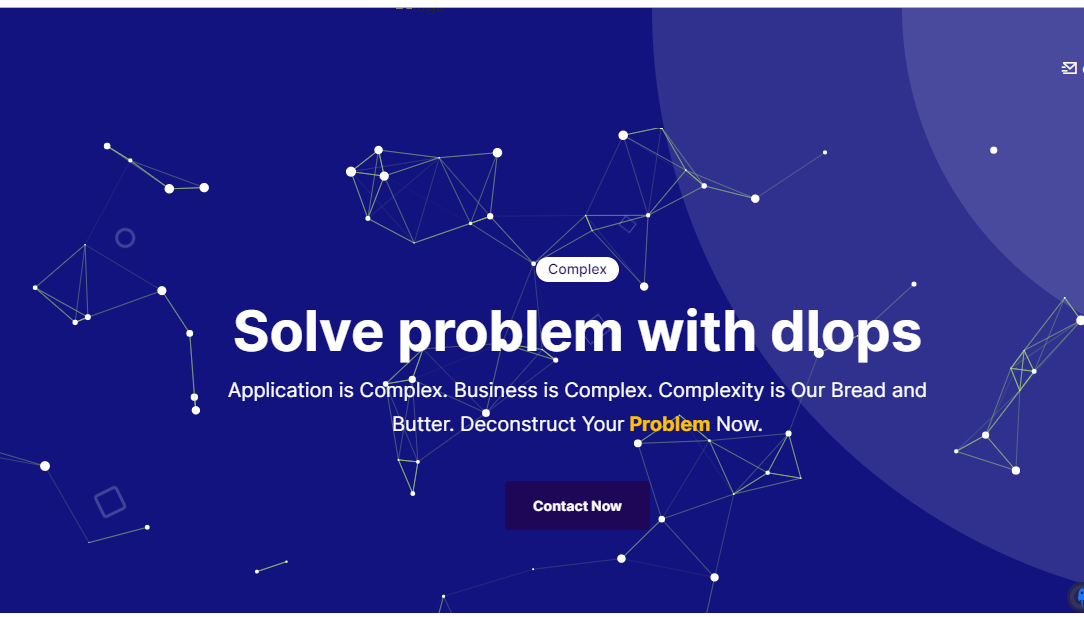 Complex
Solve problem with dlops
Application is Complex. Business is Complex. Complexity is Our Bread and
Butter. Deconstruct Your Problem Now.
Contact Now